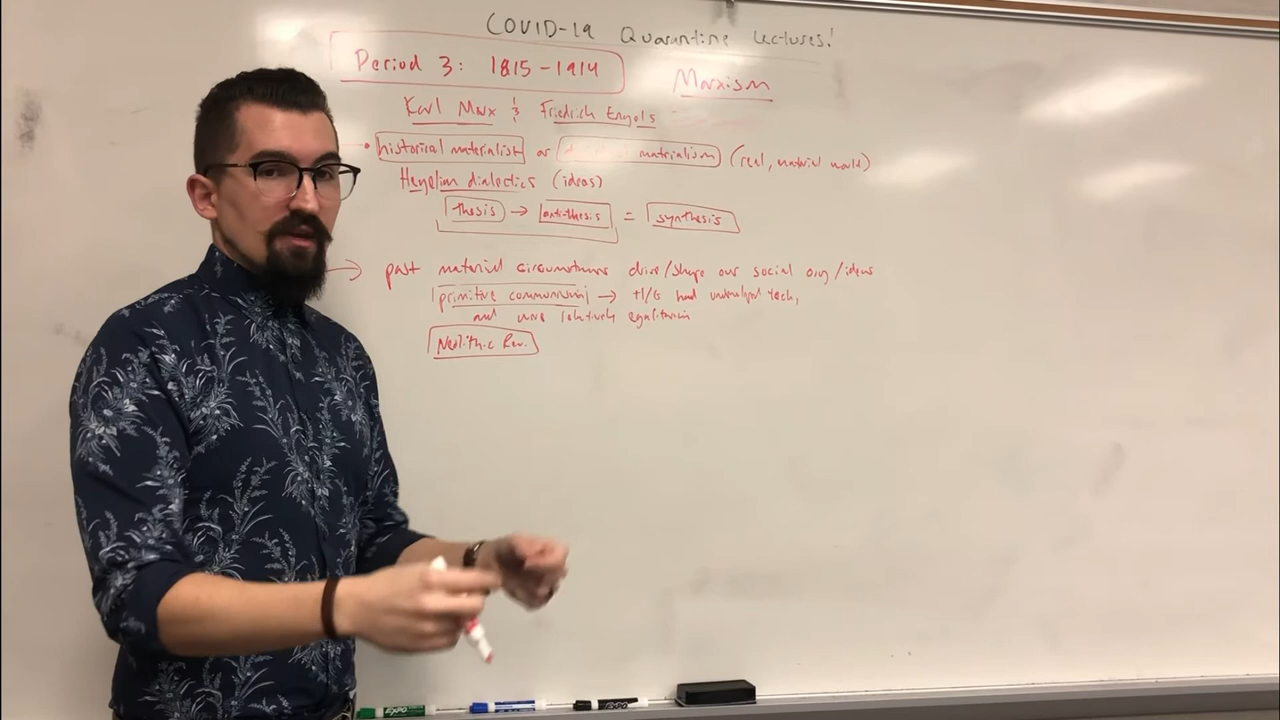 COVID-19 Quarantine Lectures!
Period 3: 1815-1914
Marxism
Karl Marx & Friedrich Engels
• historical materialist or materialism (real, material world)
Hegelian dialectics (ideas)
thesis → antithesis = synthesis
→ past material circumstances drive/shape our social org/ideas
primitive communism → H/G had undeveloped tech,
and were relatively egalitarian
Neolithic Rev.
EXPO